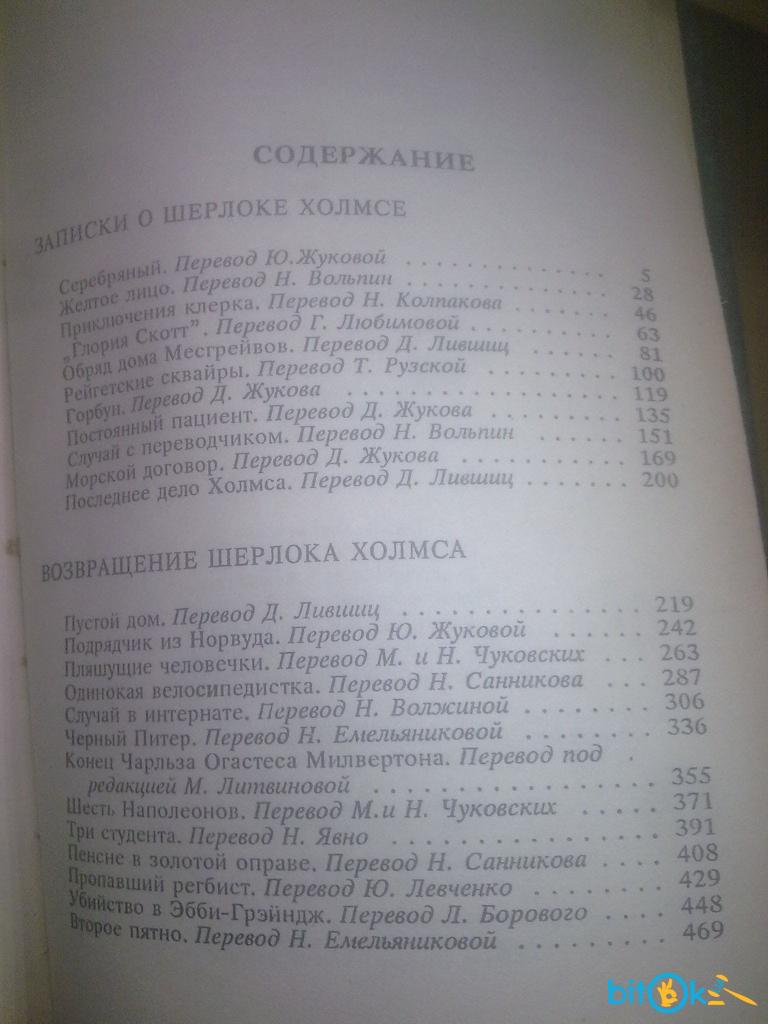 СОДЕРЖАНИЕ
ЗАПИСКИ О ШЕРЛОКЕ ХОЛМСЕ
Серебряный. Перевод Ю.Жуковой . . . . . . . . . . 5
Желтое лицо. Перевод Н. Вольпин . . . . . . . . . . 28
Приключения клерка. Перевод Н. Колпакова . . . . . . 46
„Глория Скотт”. Перевод Г. Любимовой . . . . . . . . 63
Обряд дома Месгрейвов. Перевод Д. Лившиц . . . . . . 81
Рейгетские сквайры. Перевод Т. Рузской . . . . . . . 100
Горбун. Перевод Д. Жукова . . . . . . . . . . . . 119
Постоянный пациент. Перевод Д. Жукова . . . . . . . 135
Случай с переводчиком. Перевод Н. Вольпин . . . . . 151
Морской договор. Перевод Д. Жукова . . . . . . . . 169
Последнее дело Холмса. Перевод Д. Лившиц . . . . . . 200
ВОЗВРАЩЕНИЕ ШЕРЛОКА ХОЛМСА
Пустой дом. Перевод Д. Лившиц . . . . . . . . . . . 219
Подрядчик из Норвуда. Перевод Ю. Жуковой . . . . . 242
Пляшущие человечки. Перевод М. и Н. Чуковских . . . 263
Одинокая велосипедистка. Перевод Н. Санникова . . . 287
Случай в интернате. Перевод Н. Волжиной . . . . . . 306
Черный Питер. Перевод Н. Емельяниковой . . . . . . 336
Конец Чарльза Огастеса Милвертона. Перевод под .
редакцией М. Литвиновой . . . . . . . . . . . . 355
Шесть Наполеонов. Перевод М.и Н. Чуковских . . . . . 371
Три студента. Перевод Н. Явно . . . . . . . . . . . 391
Пенсне в золотой оправе. Перевод Н. Санникова . . . . 408
Пропавший регбист. Перевод Ю. Левченко . . . . . . . 429
Убийство в Эбби-Грэйндж. Перевод Л. Борового . . . . 448
Второе пятно. Перевод Н. Емельяниковой . . . . . . . 469
bitok